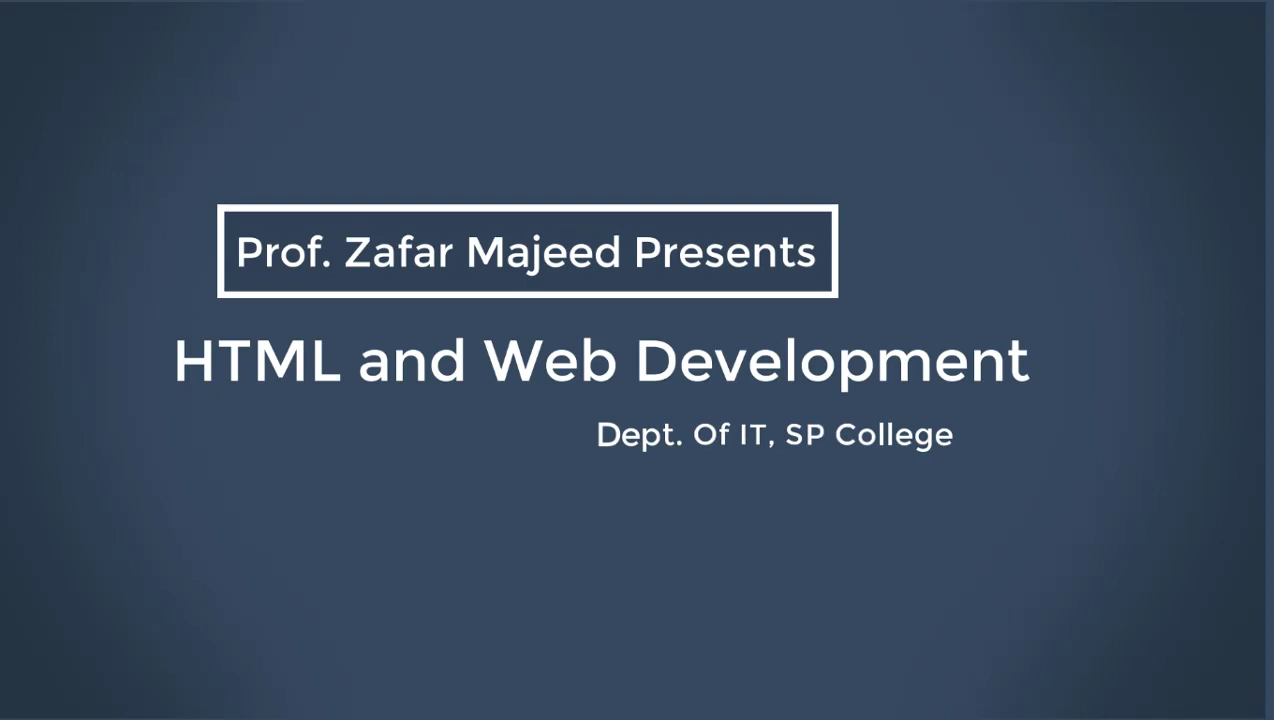 Prof. Zafar Majeed Presents
HTML and Web Development
Dept. Of IT, SP College